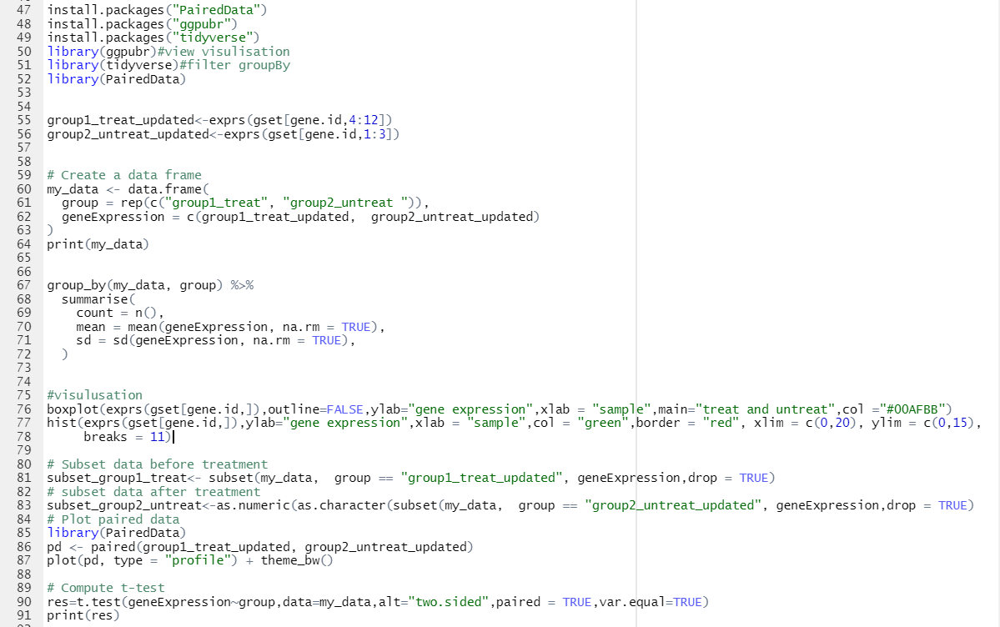 47 install.packages("PairedData")
48 install.packages("ggpubr")
49 install.packages("tidyverse")
50 library(ggpubr)#view visulisation
51 library(tidyverse)#filter groupBy
52 library(PairedData)
53
54
55 group1_treat_updated<-exprs(gset[gene.id,4:12])
56 group2_untreat_updated<-exprs(gset[gene.id,1:3])
57
58
59 # Create a data frame
60 my_data <- data.frame(
61   group = rep(c("group1_treat", "group2_untreat ")),
62   geneExpression = c(group1_treat_updated,  group2_untreat_updated)
63 )
64 print(my_data)
65
66
67 group_by(my_data, group) %>%
68   summarise(
69     count = n(),
70     mean = mean(geneExpression, na.rm = TRUE),
71     sd = sd(geneExpression, na.rm = TRUE),
72   )
73
74
75 #visulusation
76 boxplot(exprs(gset[gene.id,]),outline=FALSE,ylab="gene expression",xlab = "sample",main="treat and untreat",col ="#00AFBB")
77 hist(exprs(gset[gene.id,]),ylab="gene expression",xlab = "sample",col = "green",border = "red", xlim = c(0,20), ylim = c(0,15),
78      breaks = 11)
79
80 # Subset data before treatment
81 subset_group1_treat<- subset(my_data,  group == "group1_treat_updated", geneExpression,drop = TRUE)
82 # subset data after treatment
83 subset_group2_untreat<-as.numeric(as.character(subset(my_data,  group == "group2_untreat_updated", geneExpression,drop = TRUE)
84 # Plot paired data
85 library(PairedData)
86 pd <- paired(group1_treat_updated, group2_untreat_updated)
87 plot(pd, type = "profile") + theme_bw()
88
89 # Compute t-test
90 res=t.test(geneExpression~group,data=my_data,alt="two.sided",paired = TRUE,var.equal=TRUE)
91 print(res)